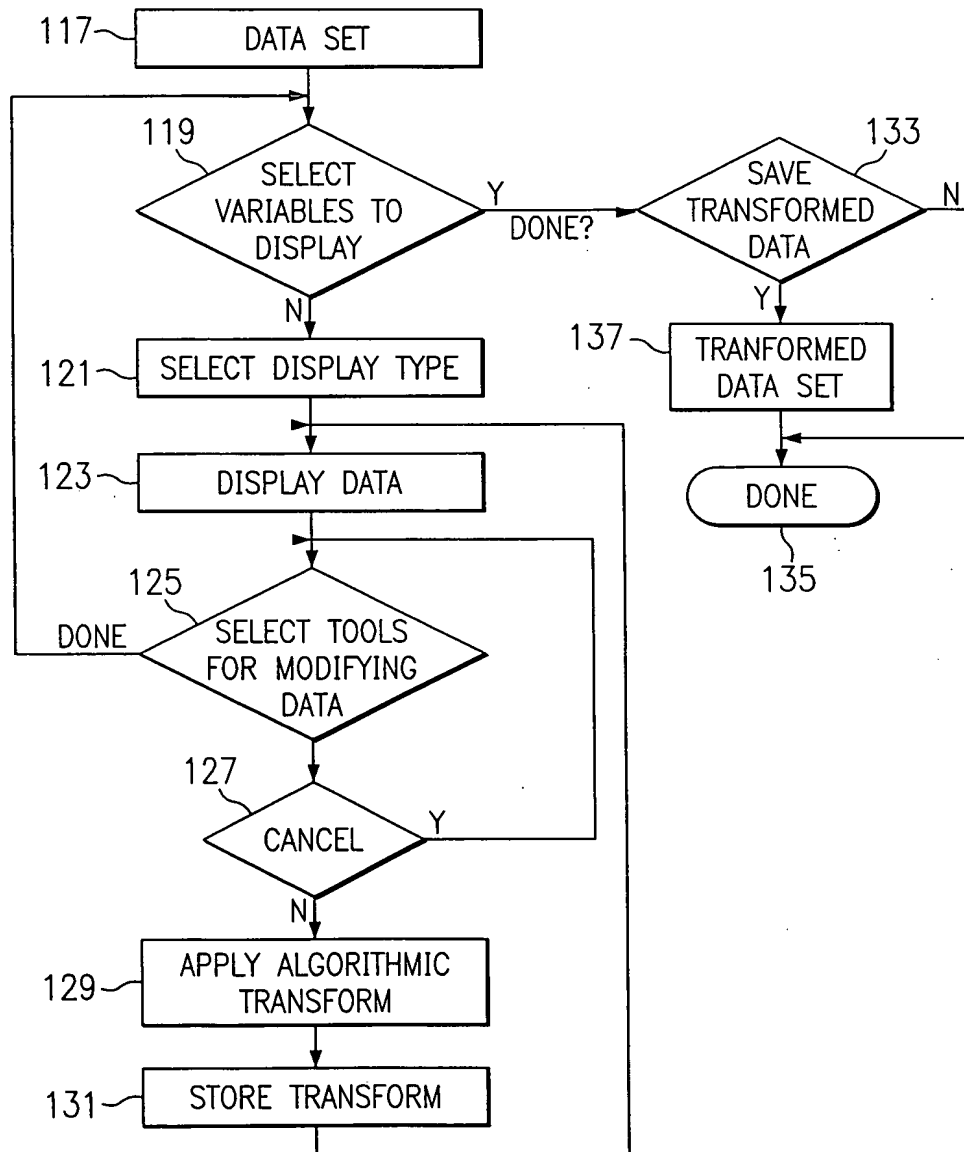 117
DATA SET
119
SELECT
VARIABLES TO
DISPLAY
Y
DONE?
133
SAVE
TRANSFORMED
DATA
N
N
Y
121
SELECT DISPLAY TYPE
137
TRANFORMED
DATA SET
123
DISPLAY DATA
DONE
135
125
DONE
SELECT TOOLS
FOR MODIFYING
DATA
127
CANCEL
Y
N
129
APPLY ALGORITHMIC
TRANSFORM
131
STORE TRANSFORM